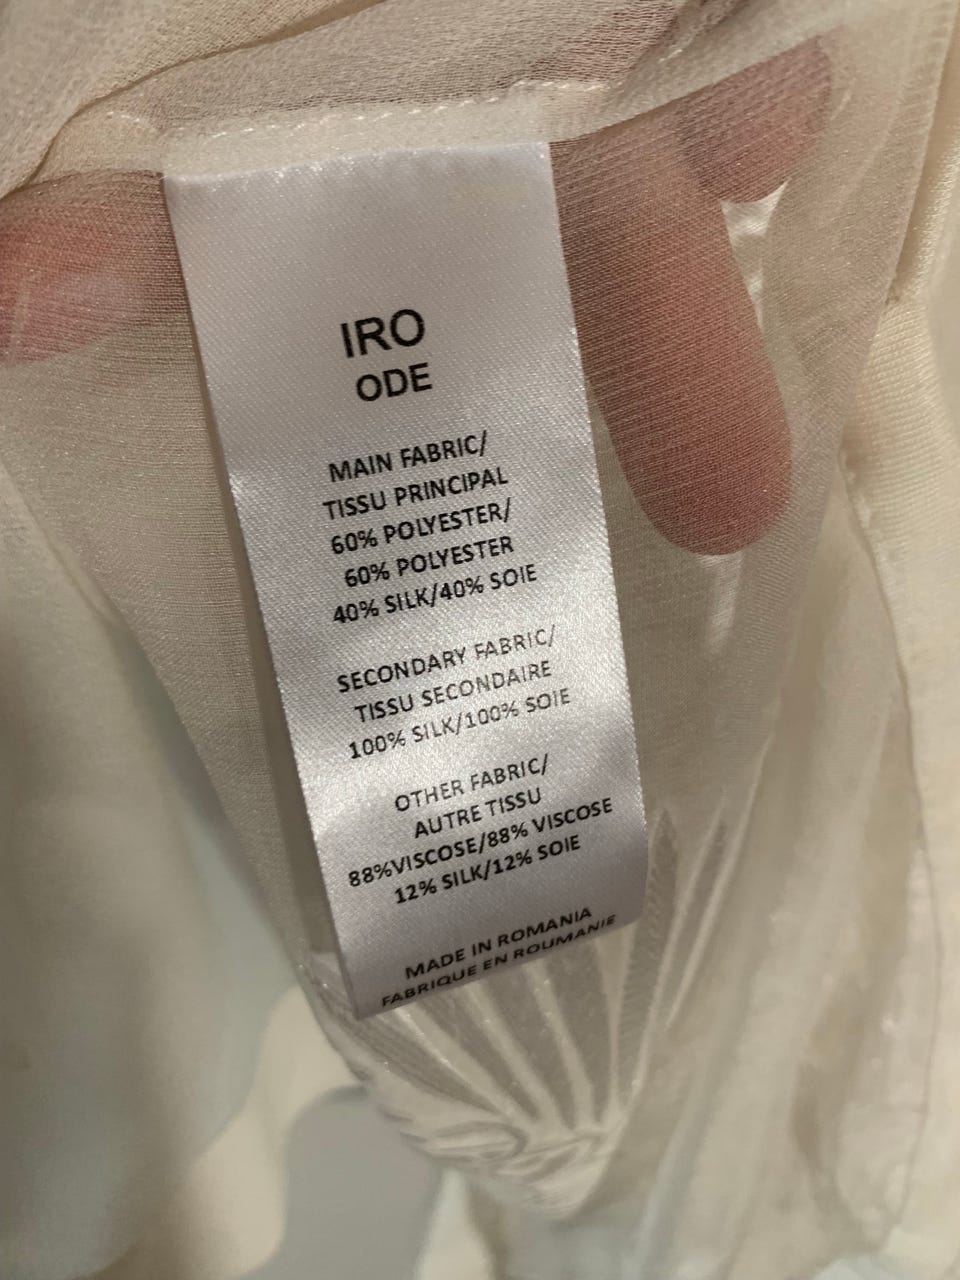 IRO
ODE
MAIN FABRIC/
TISSU PRINCIPAL
60% POLYESTER/
60% POLYESTER
40% SILK/40% SOIE
SECONDARY FABRIC/
TISSU SECONDAIRE
100% SILK/100% SOIE
OTHER FABRIC/
AUTRE TISSU
88%VISCOSE/88% VISCOSE
12% SILK/12% SOIE
MADE IN ROMANIA
FABRIQUE EN ROUMANIE